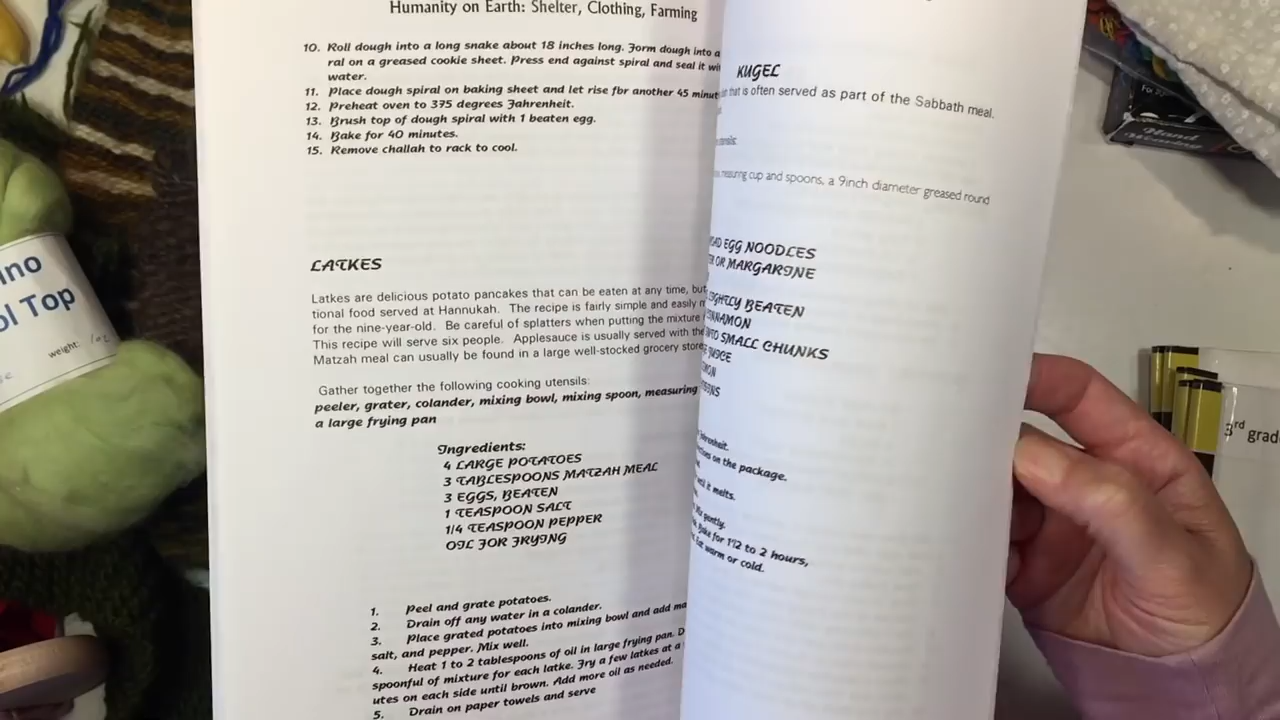 Humanity on Earth: Shelter, Clothing, Farming
10. Roll dough into a long snake about 18 inches long. Form dough into a
ral on a greased cookie sheet. Press end against spiral and seal it
water.
11. Place dough spiral on baking sheet and let rise for another 45
12. Preheat oven to 375 degrees Fahrenheit.
13. Brush top of dough spiral with 1 beaten egg.
14. Bake for 40 minutes.
15. Remove challah to rack to cool.
LATKES
Latkes are delicious potato pancakes that can be eaten at any time, but
tional food served at Hannukah. The recipe is fairly simple and easily
for the nine-year-old. Be careful of splatters when putting the mixture
This recipe will serve six people. Applesauce is usually served with the
Matzah meal can usually be found in a large well-stocked grocery store
Gather together the following cooking utensils:
peeler, grater, colander, mixing bowl, mixing spoon, measuring
a large frying pan
Ingredients:
4 LARGE POTATOES
3 TABLESPOONS MATZAH MEAL
3 EGGS, BEATEN
1 TEASPOON SALT
1/4 TEASPOON PEPPER
OIL FOR FRYING
1. Peel and grate potatoes.
2. Drain off any water in a colander.
3. Place grated potatoes into mixing bowl and add
salt, and pepper. Mix well.
4. Heat 1 to 2 tablespoons of oil in large frying pan.
spoonful of mixture for each latke. Fry a few latkes at a
utes on each side until brown. Add more oil as needed.
5. Drain on paper towels and serve
KUGEL
that is often served as part of the Sabbath meal.
measuring cup and spoons, a 9inch diameter greased round
EGG NOODLES
OR MARGARINE
SLIGHTLY BEATEN
CINNAMON
INTO SMALL CHUNKS
JUICE
Fahrenheit.
on the package.
until it melts.
gently.
Bake for 1 1/2 to 2 hours,
Eat warm or cold.
ol Top
weight: 1oz
Hand
3rd grad